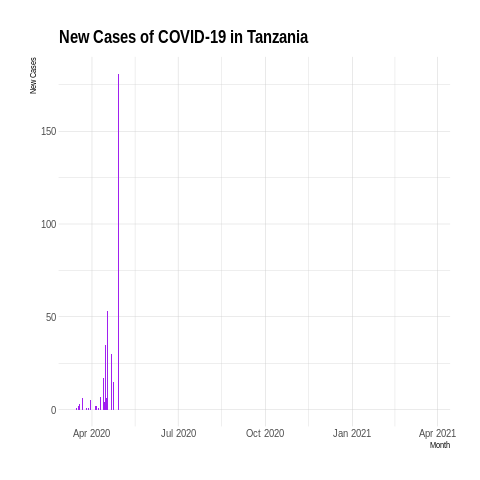 New Cases of COVID-19 in Tanzania
New Cases
150
100
50
0
Apr 2020
Jul 2020
Oct 2020
Jan 2021
Apr 2021
Month